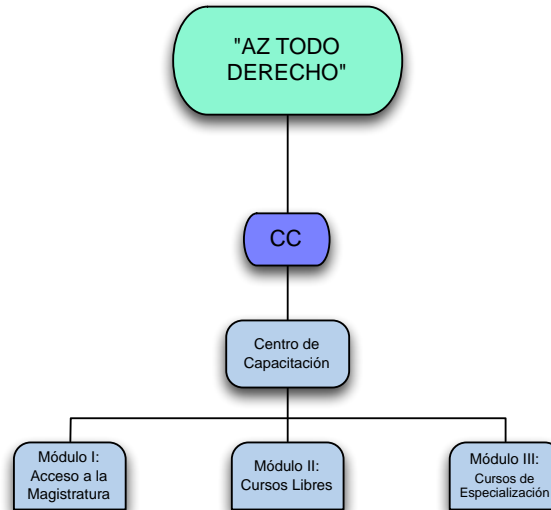 "AZ TODO
DERECHO"
CC
Centro de
Capacitación
Módulo I:
Acceso a la
Magistratura
Módulo II:
Cursos Libres
Módulo III:
Cursos de
Especialización